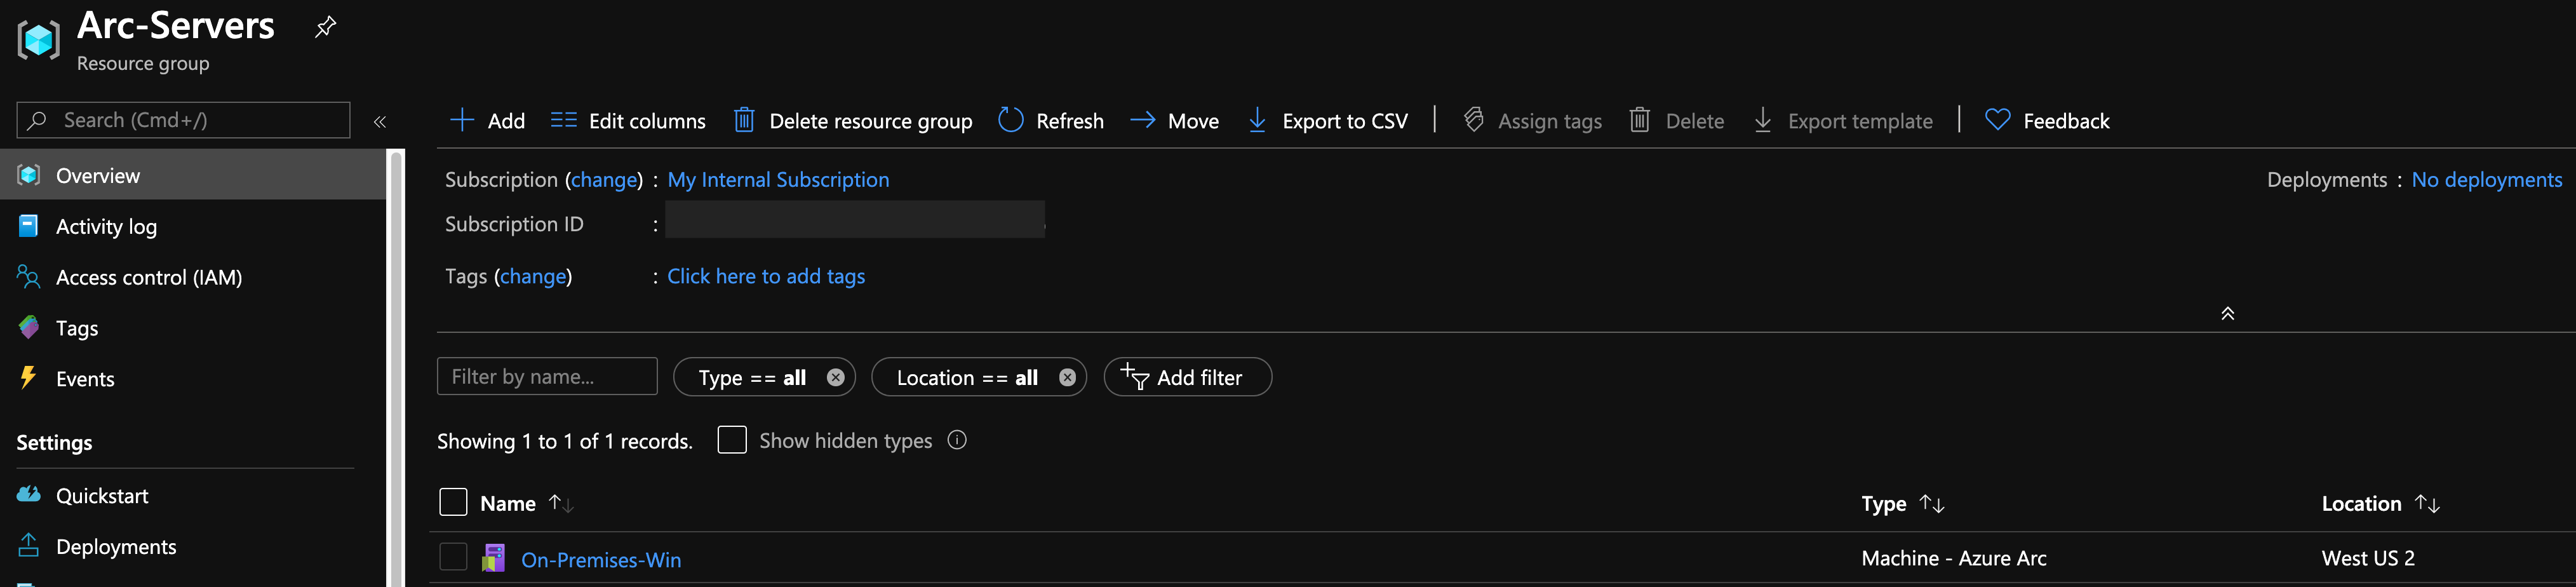 Arc-Servers
Resource group
Search (Cmd+/)
Overview
Activity log
Access control (IAM)
Tags
Events
Settings
Quickstart
Deployments
Add Edit columns Delete resource group Refresh Move Export to CSV Assign tags Delete Export template Feedback
Subscription (change) : My Internal Subscription
Deployments : No deployments
Subscription ID :
Tags (change) : Click here to add tags
Filter by name... Type == all Location == all Add filter
Showing 1 to 1 of 1 records. Show hidden types
Name Type Location
On-Premises-Win Machine - Azure Arc West US 2